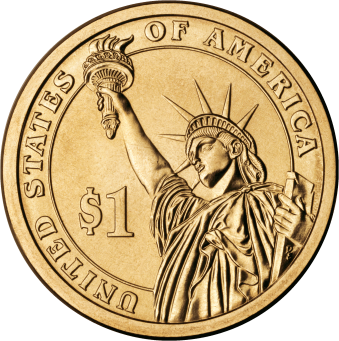 UNITED STATES OF AMERICA
$1